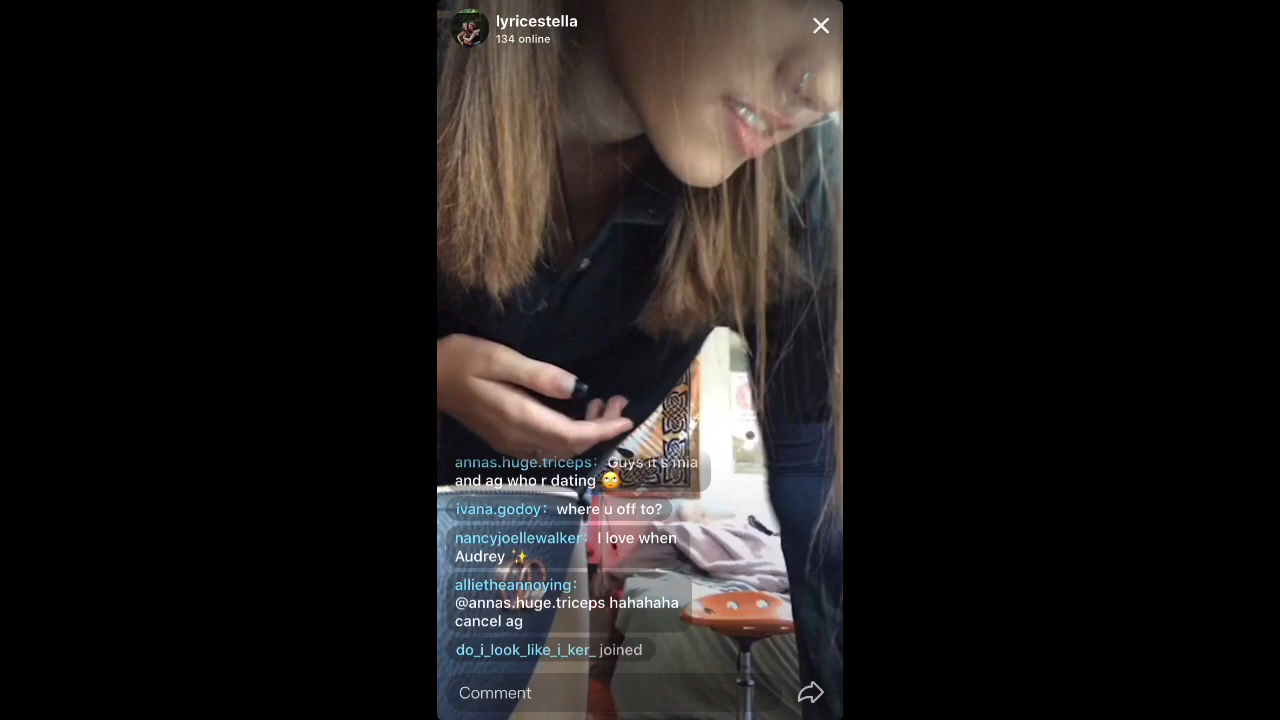 lyricestella
134 online
annas.huge.triceps: Guys it's mia
and ag who r dating 🙄
ivana.godoy: where u off to?
nancyjoellewalker: I love when
Audrey ✨
allietheannoying:
@annas.huge.triceps hahahaha
cancel ag
do_i_look_like_i_ker_ joined
Comment